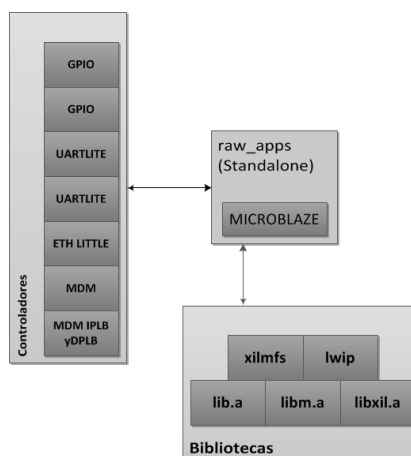 GPIO
GPIO
UARTLITE
UARTLITE
ETH LITTLE
MDM
MDM IPLB
yDPLB
Controladores
raw_apps
(Standalone)
MICROBLAZE
xilmfs
lwip
lib.a
libm.a
libxil.a
Bibliotecas